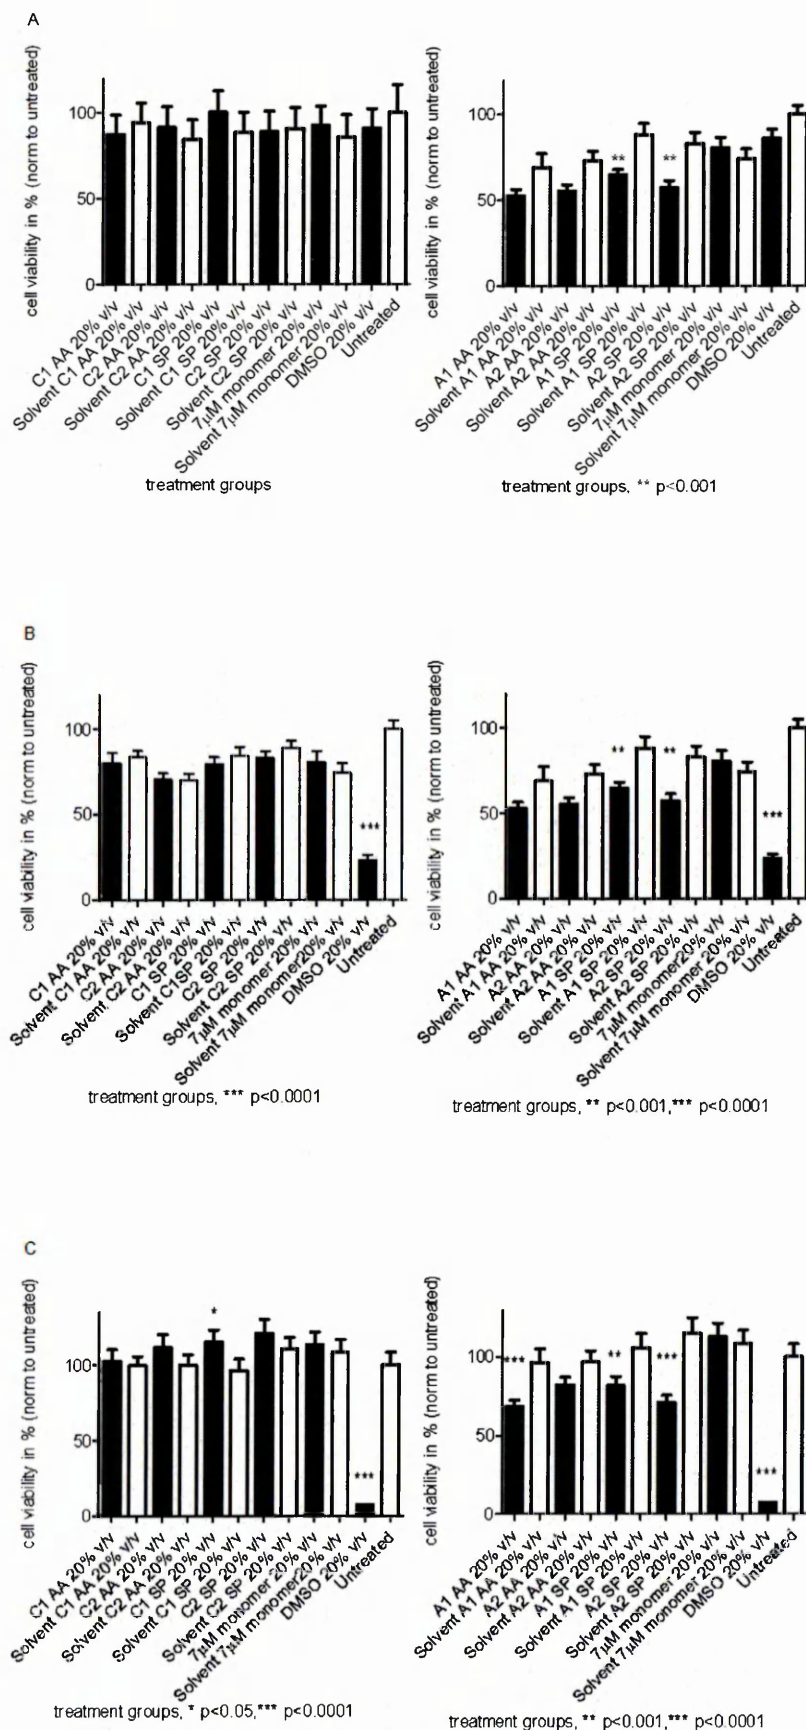 A
cell viability in % (norm to untreated)
100
50
0
C1 AA 20% v/v
Solvent C1 AA 20% v/v
C2 AA 20% v/v
Solvent C2 AA 20% v/v
C1 SP 20% v/v
Solvent C1 SP 20% v/v
C2 SP 20% v/v
Solvent C2 SP 20% v/v
7µM monomer 20% v/v
Solvent 7µM monomer 20% v/v
DMSO 20% v/v
Untreated
treatment groups
cell viability in % (norm to untreated)
100
50
0
**
**
A1 AA 20% v/v
Solvent A1 AA 20% v/v
A2 AA 20% v/v
Solvent A2 AA 20% v/v
A1 SP 20% v/v
Solvent A1 SP 20% v/v
A2 SP 20% v/v
Solvent A2 SP 20% v/v
7µM monomer 20% v/v
Solvent 7µM monomer 20% v/v
DMSO 20% v/v
Untreated
treatment groups, ** p<0.001
B
cell viability in % (norm to untreated)
100
50
0
***
C1 AA 20% v/v
Solvent C1 AA 20% v/v
C2 AA 20% v/v
Solvent C2 AA 20% v/v
C1 SP 20% v/v
Solvent C1SP 20% v/v
C2 SP 20% v/v
Solvent C2 SP 20% v/v
7µM monomer 20% v/v
Solvent 7µM monomer20% v/v
DMSO 20% v/v
Untreated
treatment groups, *** p<0.0001
cell viability in % (norm to untreated)
100
50
0
**
**
***
A1 AA 20% v/v
Solvent A1 AA 20% v/v
A2 AA 20% v/v
Solvent A2 AA 20% v/v
A1 SP 20% v/v
Solvent A1 SP 20% v/v
A2 SP 20% v/v
Solvent A2 SP 20% v/v
7µM monomer20% v/v
Solvent 7µM monomer 20% v/v
DMSO 20% v/v
Untreated
treatment groups, ** p<0.001,*** p<0.0001
C
cell viability in % (norm to untreated)
100
50
0
*
***
C1 AA 20% v/v
Solvent C1 AA 20% v/v
C2 AA 20% v/v
Solvent C2 AA 20% v/v
C1 SP 20% v/v
Solvent C1 SP 20% v/v
C2 SP 20% v/v
Solvent C2 SP 20% v/v
7µM monomer 20% v/v
Solvent 7µM monomer20% v/v
DMSO 20% v/v
Untreated
treatment groups, * p<0.05,*** p<0.0001
cell viability in % (norm to untreated)
100
50
0
***
**
***
***
A1 AA 20% v/v
Solvent A1 AA 20% v/v
A2 AA 20% v/v
Solvent A2 AA 20% v/v
A1 SP 20% v/v
Solvent A1 SP 20% v/v
A2 SP 20% v/v
Solvent A2 SP 20% v/v
7µM monomer 20% v/v
Solvent 7µM monomer 20% v/v
DMSO 20% v/v
Untreated
treatment groups, ** p<0.001,*** p<0.0001